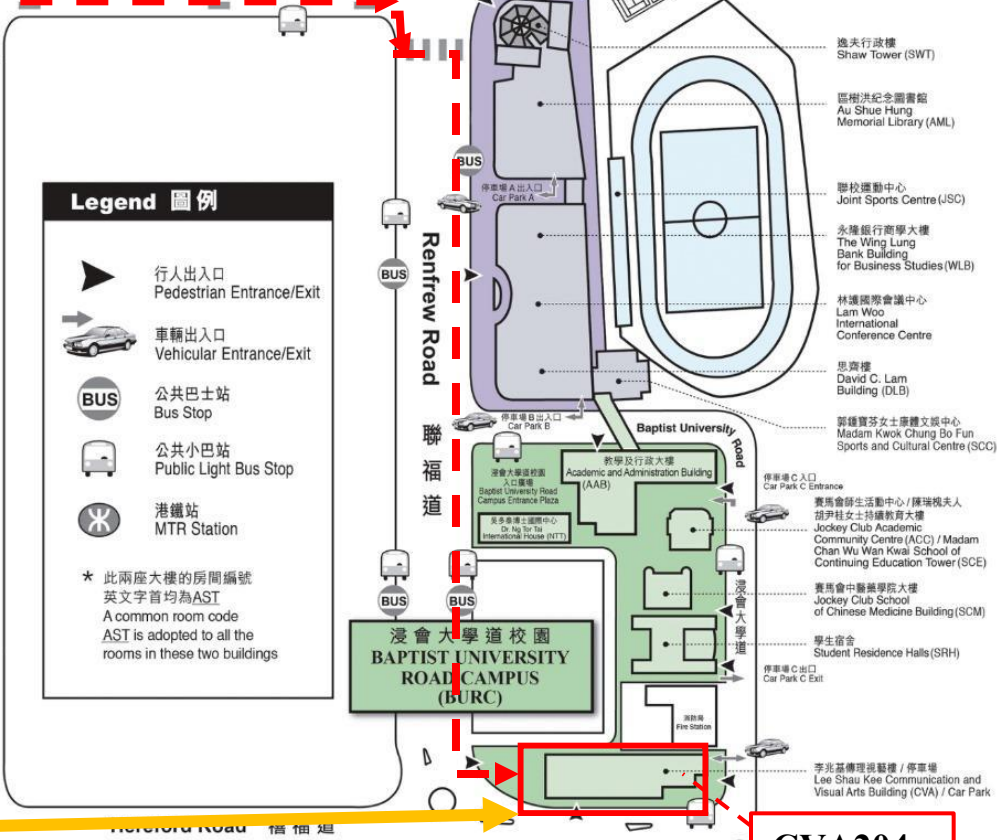 逸夫行政樓
Shaw Tower (SWT)
區樹洪紀念圖書館
Au Shue Hung
Memorial Library (AML)
聯校運動中心
Joint Sports Centre (JSC)
永隆銀行商學大樓
The Wing Lung
Bank Building
for Business Studies (WLB)
林護國際會議中心
Lam Woo
International
Conference Centre
思齊樓
David C. Lam
Building (DLB)
郭鍾寶芬女士康體文娛中心
Madam Kwok Chung Bo Fun
Sports and Cultural Centre (SCC)
BUS
停車場A出入口
Car Park A
Legend 圖例
行人出入口
Pedestrian Entrance/Exit
車輛出入口
Vehicular Entrance/Exit
BUS
公共巴士站
Bus Stop
公共小巴站
Public Light Bus Stop
港鐵站
MTR Station
* 此兩座大樓的房間編號
英文字首均為AST
A common room code
AST is adopted to all the
rooms in these two buildings
BUS
Renfrew Road
聯福道
停車場B出入口
Car Park B
Baptist University Road
浸會大學道校園
入口廣場
Baptist University Road
Campus Entrance Plaza
教學及行政大樓
Academic and Administration Building
(AAB)
吳多泰博士國際中心
Dr. Ng Tor Tai
International House (NTT)
停車場C入口
Car Park C Entrance
賽馬會師生活動中心 / 陳瑞槐夫人
胡尹桂女士持續教育大樓
Jockey Club Academic
Community Centre (ACC) / Madam
Chan Wu Wan Kwai School of
Continuing Education Tower (SCE)
賽馬會中醫藥學院大樓
Jockey Club School
of Chinese Medicine Building (SCM)
浸會大學道
學生宿舍
Student Residence Halls (SRH)
停車場C出口
Car Park C Exit
BUS
BUS
浸會大學道校園
BAPTIST UNIVERSITY
ROAD CAMPUS
(BURC)
消防局
Fire Station
李兆基傳理視藝樓 / 停車場
Lee Shau Kee Communication and
Visual Arts Building (CVA) / Car Park
Hereford Road 禧福道
CVA204